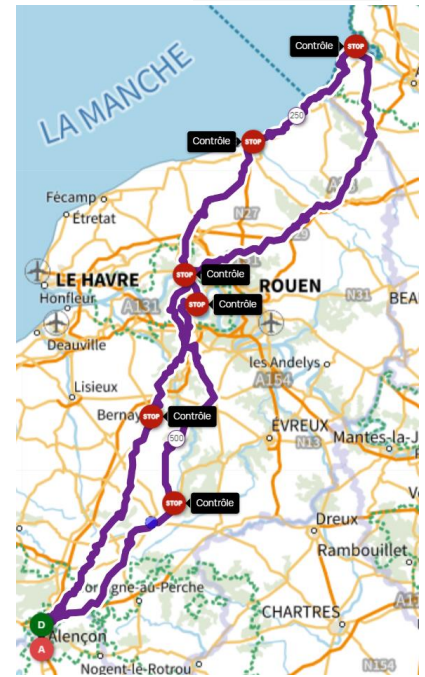 Contrôle STOP
LA MANCHE
250
Contrôle STOP
Fécamp
Étretat
N27
STOP Contrôle
LE HAVRE
ROUEN
Honfleur
A131
STOP Contrôle
N31
BEA
Deauville
les Andelys
A154
Lisieux
Bernay STOP Contrôle
500
ÉVREUX
N13
Mantes-la-J
STOP Contrôle
Dreux
Rambouillet
gne-au-Perche
D
CHARTRES
A11
Alençon
A
N154
Nogent-le-Rotrou